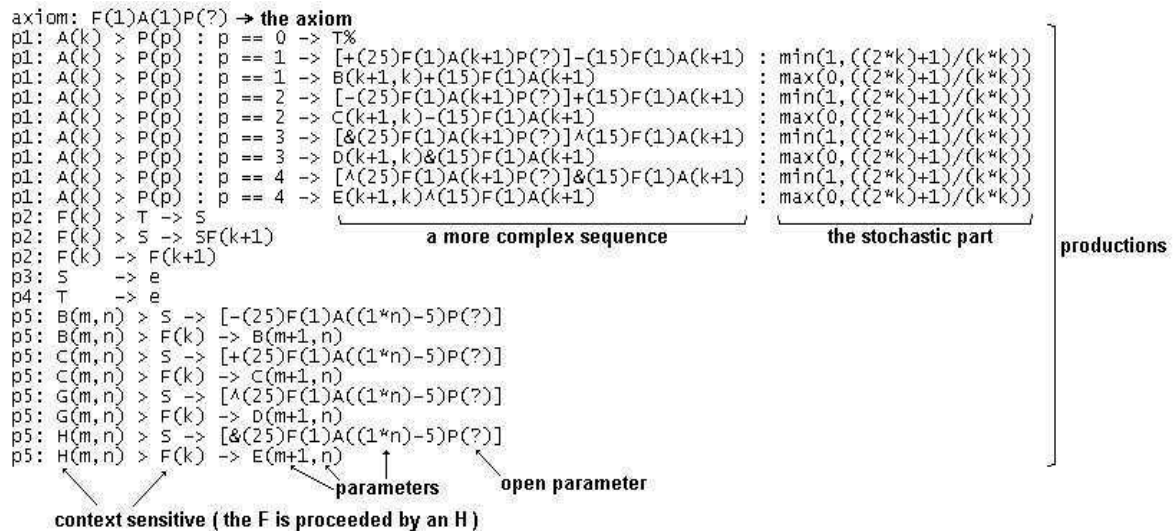 axiom: F(1)A(1)P(?) → the axiom
p1: A(k) > P(p) : p == 0 -> T%
p1: A(k) > P(p) : p == 1 -> [+(25)F(1)A(k+1)P(?)]-(15)F(1)A(k+1) : min(1,((2*k)+1)/(k*k))
p1: A(k) > P(p) : p == 1 -> B(k+1,k)+(15)F(1)A(k+1) : max(0,((2*k)+1)/(k*k))
p1: A(k) > P(p) : p == 2 -> [-(25)F(1)A(k+1)P(?)]+(15)F(1)A(k+1) : min(1,((2*k)+1)/(k*k))
p1: A(k) > P(p) : p == 2 -> C(k+1,k)-(15)F(1)A(k+1) : max(0,((2*k)+1)/(k*k))
p1: A(k) > P(p) : p == 3 -> [&(25)F(1)A(k+1)P(?)]^(15)F(1)A(k+1) : min(1,((2*k)+1)/(k*k))
p1: A(k) > P(p) : p == 3 -> D(k+1,k)&(15)F(1)A(k+1) : max(0,((2*k)+1)/(k*k))
p1: A(k) > P(p) : p == 4 -> [^(25)F(1)A(k+1)P(?)]&(15)F(1)A(k+1) : min(1,((2*k)+1)/(k*k))
p1: A(k) > P(p) : p == 4 -> E(k+1,k)^(15)F(1)A(k+1) : max(0,((2*k)+1)/(k*k))
p2: F(k) > T -> S
p2: F(k) > S -> SF(k+1)
a more complex sequence
the stochastic part
productions
p2: F(k) -> F(k+1)
p3: S -> e
p4: T -> e
p5: B(m,n) > S -> [-(25)F(1)A((1*n)-5)P(?)]
p5: B(m,n) > F(k) -> B(m+1,n)
p5: C(m,n) > S -> [+(25)F(1)A((1*n)-5)P(?)]
p5: C(m,n) > F(k) -> C(m+1,n)
p5: G(m,n) > S -> [^(25)F(1)A((1*n)-5)P(?)]
p5: G(m,n) > F(k) -> D(m+1,n)
p5: H(m,n) > S -> [&(25)F(1)A((1*n)-5)P(?)]
p5: H(m,n) > F(k) -> E(m+1,n)
parameters
open parameter
context sensitive ( the F is proceeded by an H )